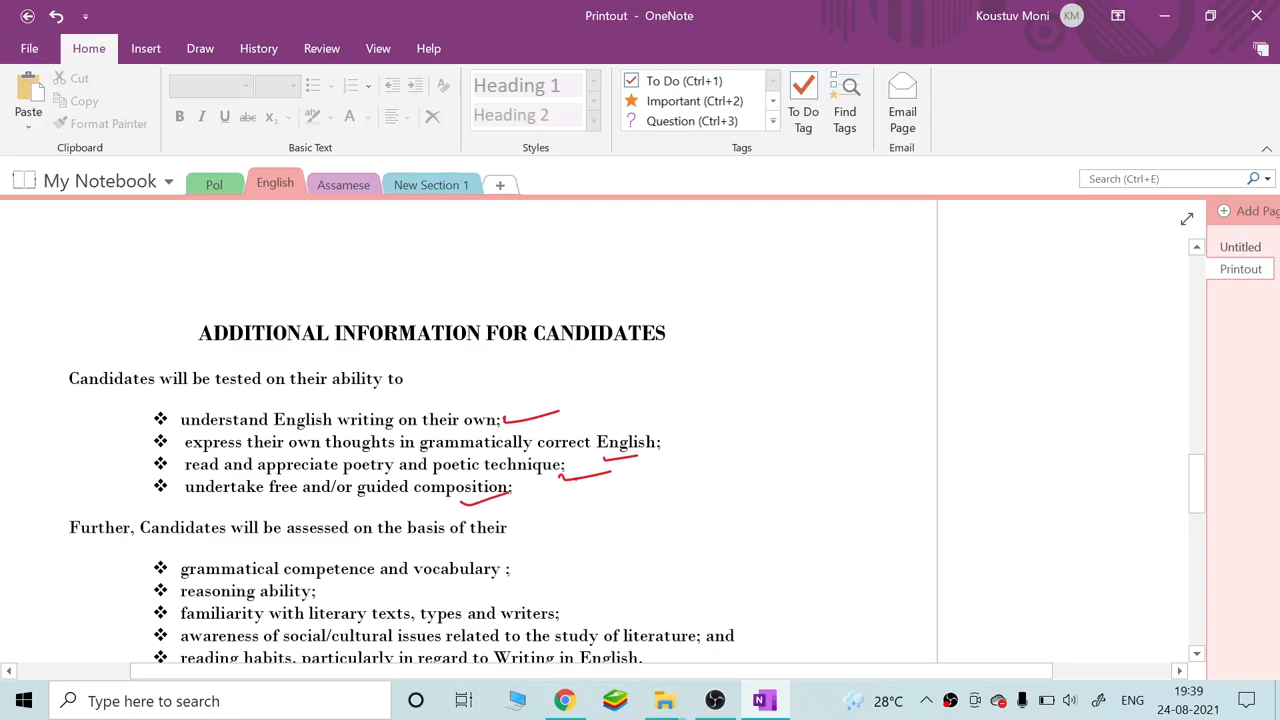 Printout - OneNote
Koustuv Moni KM
File Home Insert Draw History Review View Help
Paste
Cut
Copy
Format Painter
Clipboard
B I U abc X₂ A
Basic Text
Heading 1
Heading 2
Styles
To Do (Ctrl+1)
Important (Ctrl+2)
Question (Ctrl+3)
To Do Tag
Find Tags
Tags
Email Page
Email
My Notebook Pol English Assamese New Section 1 +
Search (Ctrl+E)
Add Pag
Untitled
Printout
ADDITIONAL INFORMATION FOR CANDIDATES
Candidates will be tested on their ability to
❖ understand English writing on their own;
❖ express their own thoughts in grammatically correct English;
❖ read and appreciate poetry and poetic technique;
❖ undertake free and/or guided composition;
Further, Candidates will be assessed on the basis of their
❖ grammatical competence and vocabulary ;
❖ reasoning ability;
❖ familiarity with literary texts, types and writers;
❖ awareness of social/cultural issues related to the study of literature; and
❖ reading habits, particularly in regard to Writing in English.
Type here to search
28°C
ENG
19:39
24-08-2021